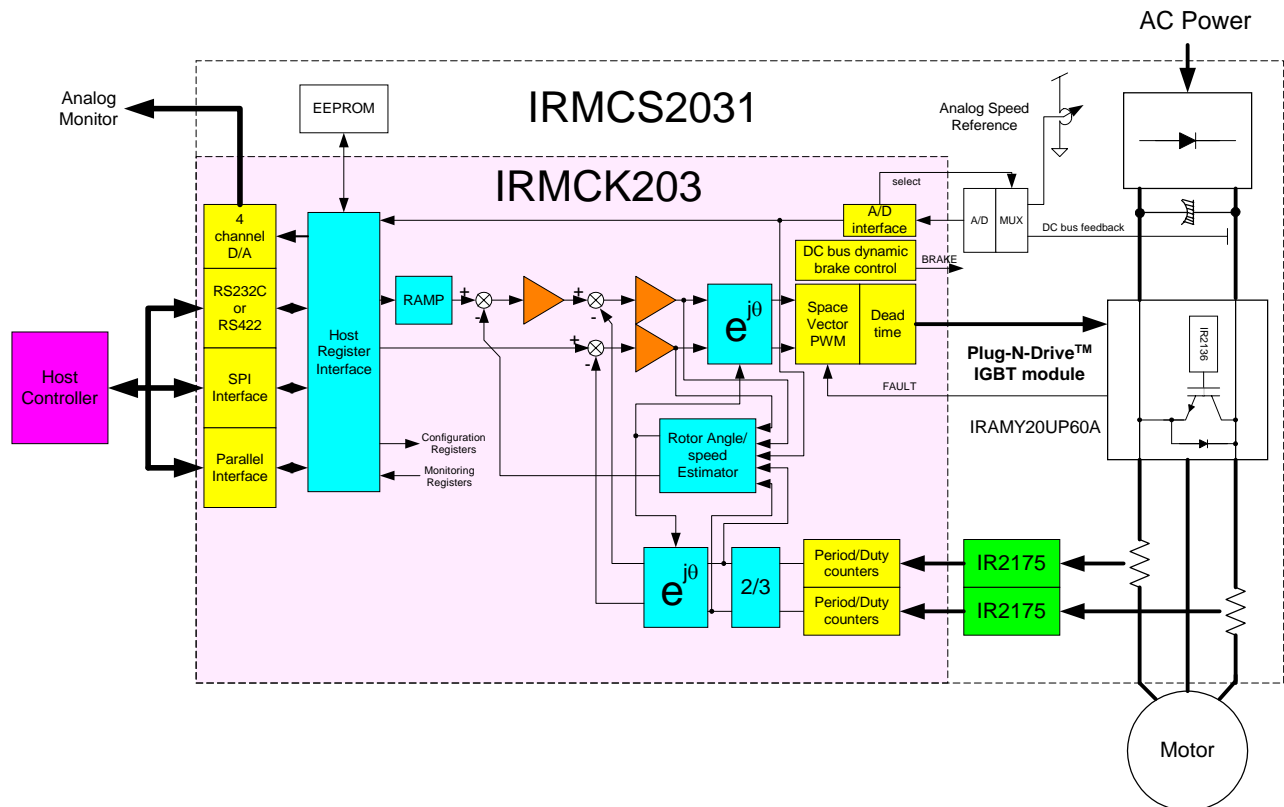 AC Power
Analog
Monitor
EEPROM
IRMCS2031
Analog Speed
Reference
IRMCK203
select
4
channel
D/A
A/D
interface
A/D
MUX
DC bus feedback
DC bus dynamic
brake control
BRAKE
RS232C
or
RS422
RAMP
+
-
+
-
+
-
e
jθ
Space
Vector
PWM
Dead
time
Host
Register
Interface
Plug-N-Drive™
IGBT module
IR2136
FAULT
Host
Controller
SPI
Interface
IRAMY20UP60A
Parallel
Interface
Configuration
Registers
Monitoring
Registers
Rotor Angle/
speed
Estimator
e
jθ
2/3
Period/Duty
counters
IR2175
Period/Duty
counters
IR2175
Motor